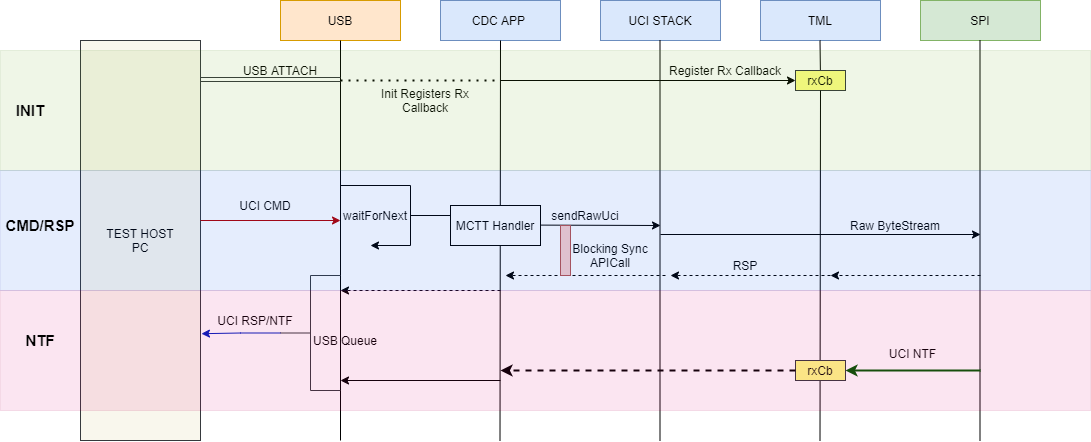 USB
CDC APP
UCI STACK
TML
SPI
USB ATTACH
Register Rx Callback
rxCb
Init Registers Rx
Callback
INIT
UCI CMD
waitForNext
sendRawUci
MCTT Handler
Raw ByteStream
CMD/RSP
TEST HOST
PC
Blocking Sync
APICall
RSP
UCI RSP/NTF
USB Queue
NTF
UCI NTF
rxCb